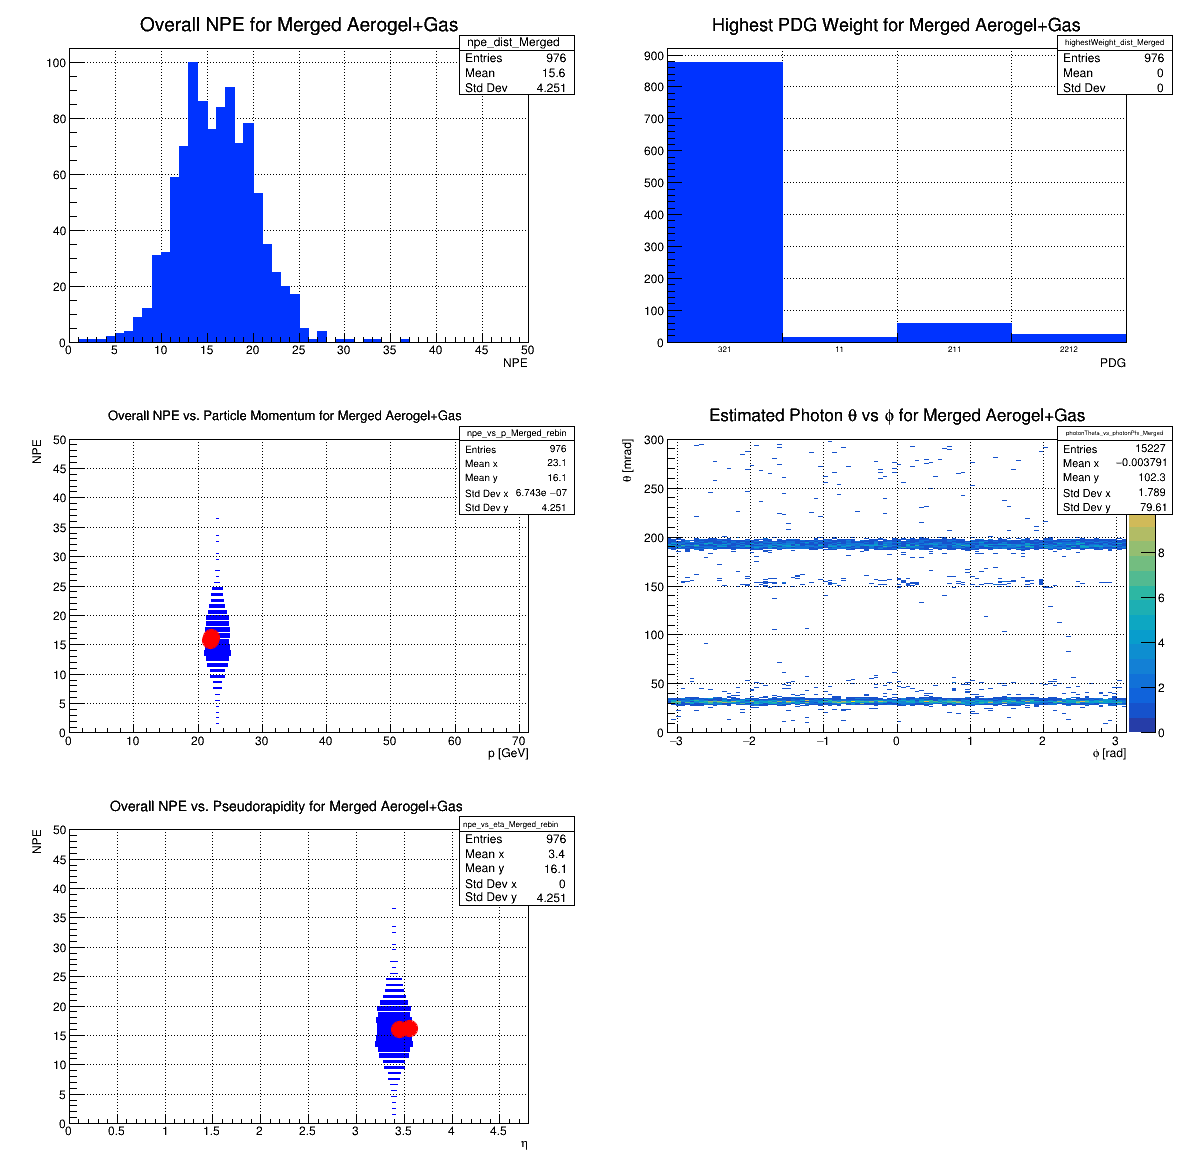 Overall NPE for Merged Aerogel+Gas
npe_dist_Merged
Entries 976
Mean 15.6
Std Dev 4.251
100
80
60
40
20
0
0 5 10 15 20 25 30 35 40 45 50
NPE
Highest PDG Weight for Merged Aerogel+Gas
highestWeight_dist_Merged
Entries 976
Mean 0
Std Dev 0
900
800
700
600
500
400
300
200
100
0
321 11 211 2212
PDG
Overall NPE vs. Particle Momentum for Merged Aerogel+Gas
npe_vs_p_Merged_rebin
Entries 976
Mean x 23.1
Mean y 16.1
Std Dev x 6.743e −07
Std Dev y 4.251
NPE
50
45
40
35
30
25
20
15
10
5
0
0 10 20 30 40 50 60 70
p [GeV]
Estimated Photon θ vs ϕ for Merged Aerogel+Gas
photonTheta_vs_photonPhi_Merged
Entries 15227
Mean x −0.003791
Mean y 102.3
Std Dev x 1.789
Std Dev y 79.61
θ [mrad]
300
250
200
150
100
50
0
−3 −2 −1 0 1 2 3
ϕ [rad]
8
6
4
2
0
Overall NPE vs. Pseudorapidity for Merged Aerogel+Gas
npe_vs_eta_Merged_rebin
Entries 976
Mean x 3.4
Mean y 16.1
Std Dev x 0
Std Dev y 4.251
NPE
50
45
40
35
30
25
20
15
10
5
0
0 0.5 1 1.5 2 2.5 3 3.5 4 4.5
η